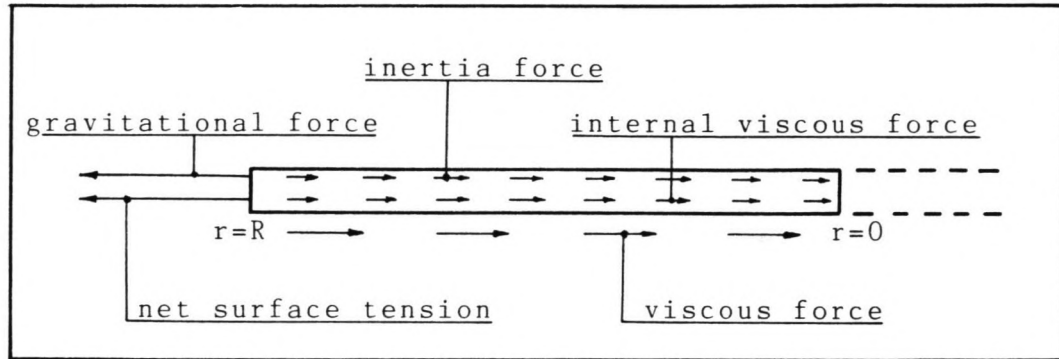 inertia force
gravitational force
internal viscous force
r=R
r=0
net surface tension
viscous force